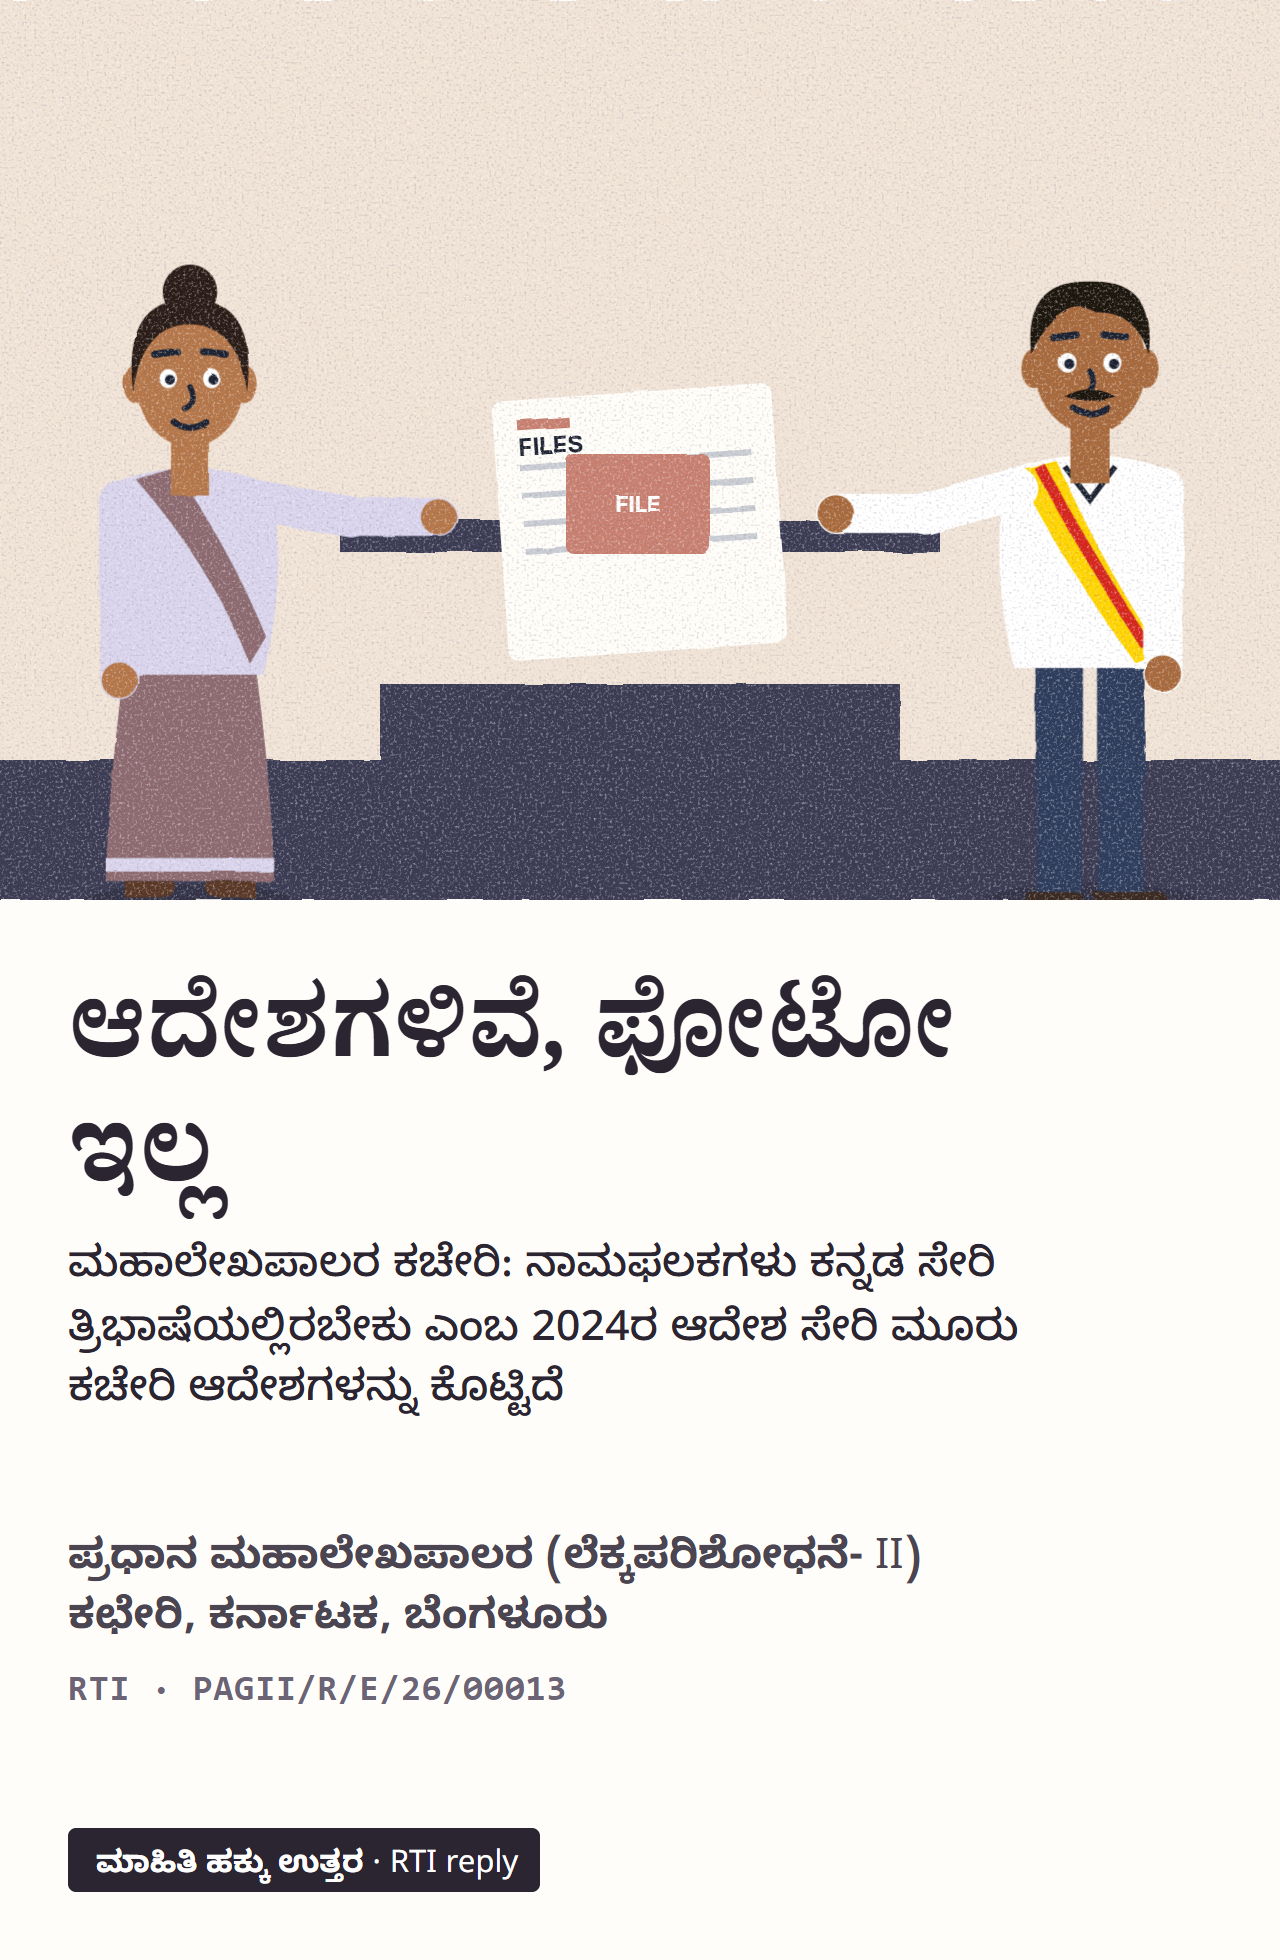 FILES
FILE
ಆದೇಶಗಳಿವೆ, ಫೋಟೋ
ಇಲ್ಲ
ಮಹಾಲೇಖಪಾಲರ ಕಚೇರಿ: ನಾಮಫಲಕಗಳು ಕನ್ನಡ ಸೇರಿ
ತ್ರಿಭಾಷೆಯಲ್ಲಿರಬೇಕು ಎಂಬ 2024ರ ಆದೇಶ ಸೇರಿ ಮೂರು
ಕಚೇರಿ ಆದೇಶಗಳನ್ನು ಕೊಟ್ಟಿದೆ
ಪ್ರಧಾನ ಮಹಾಲೇಖಪಾಲರ (ಲೆಕ್ಕಪರಿಶೋಧನೆ- II)
ಕಛೇರಿ, ಕರ್ನಾಟಕ, ಬೆಂಗಳೂರು
RTI · PAGII/R/E/26/00013
ಮಾಹಿತಿ ಹಕ್ಕು ಉತ್ತರ · RTI reply